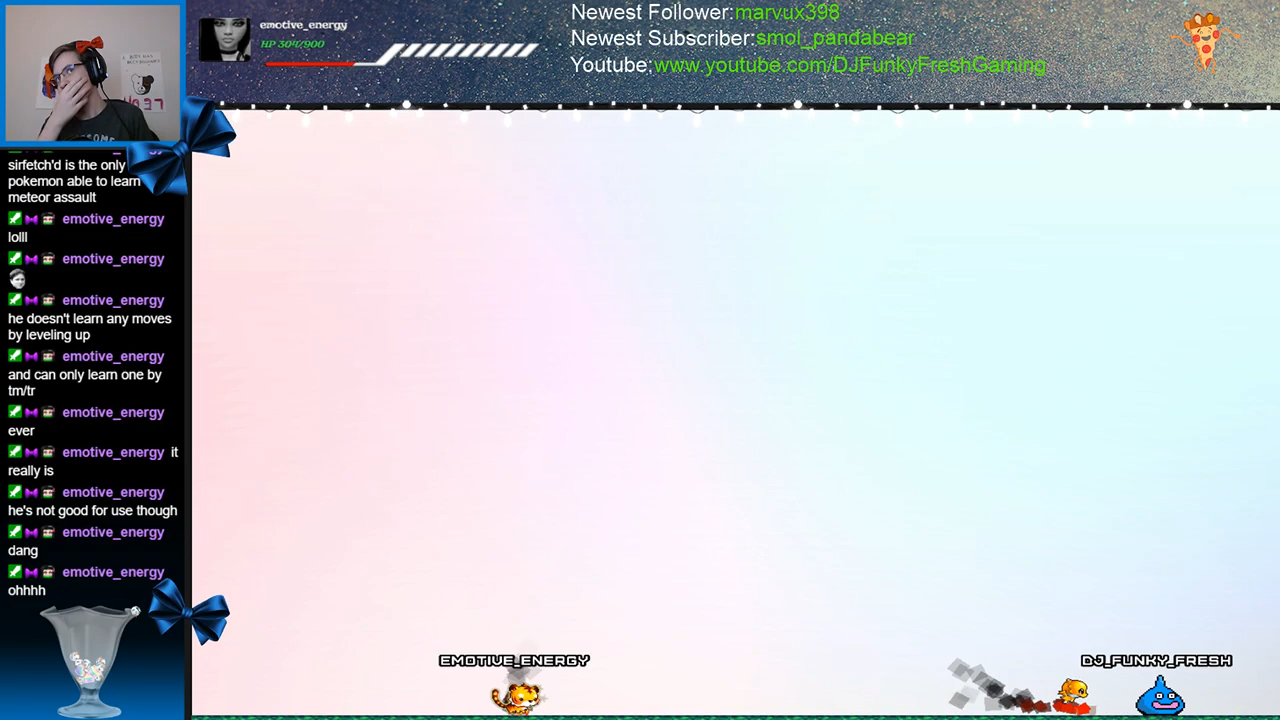 emotive_energy
HP 304/900
Newest Follower:marvux398
Newest Subscriber:smol_pandabear
Youtube:www.youtube.com/DJFunkyFreshGaming
sirfetch'd is the only
pokemon able to learn
meteor assault
emotive_energy
lolll
emotive_energy
emotive_energy
he doesn't learn any moves
by leveling up
emotive_energy
and can only learn one by
tm/tr
emotive_energy
ever
emotive_energy it
really is
emotive_energy
he's not good for use though
emotive_energy
dang
emotive_energy
ohhhh
EMOTIVE_ENERGY
DJ_FUNKY_FRESH